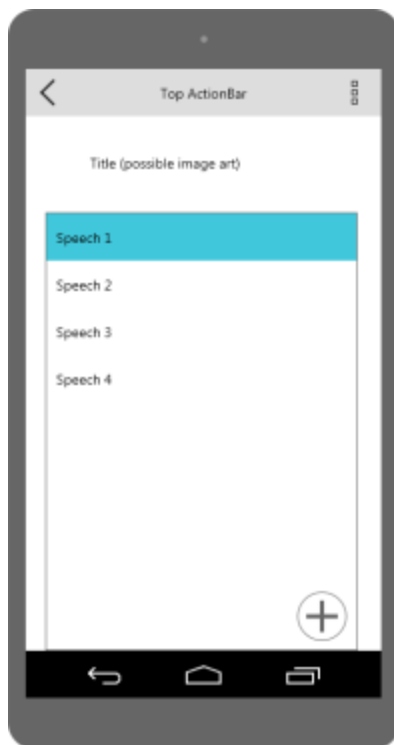 Top ActionBar
Title (possible image art)
Speech 1
Speech 2
Speech 3
Speech 4